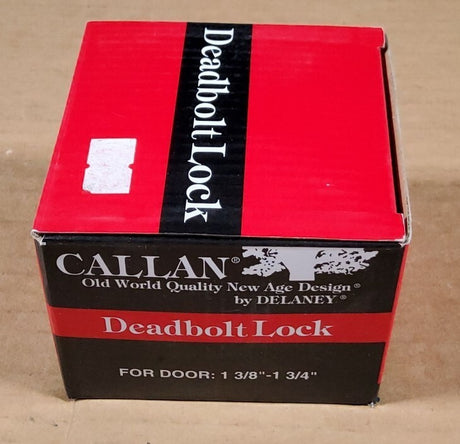 Deadbolt Lock
CALLAN®
Old World Quality New Age Design®
by DELANEY®
Deadbolt Lock
FOR DOOR: 1 3/8"-1 3/4"